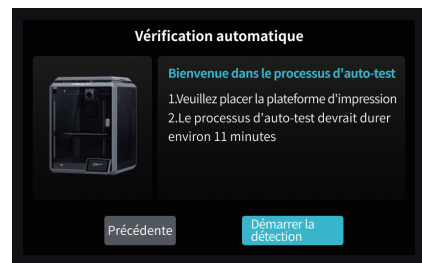 Vérification automatique
Bienvenue dans le processus d'auto-test
1.Veuillez placer la plateforme d'impression
2.Le processus d'auto-test devrait durer
environ 11 minutes
Précédente
Démarrer la
détection